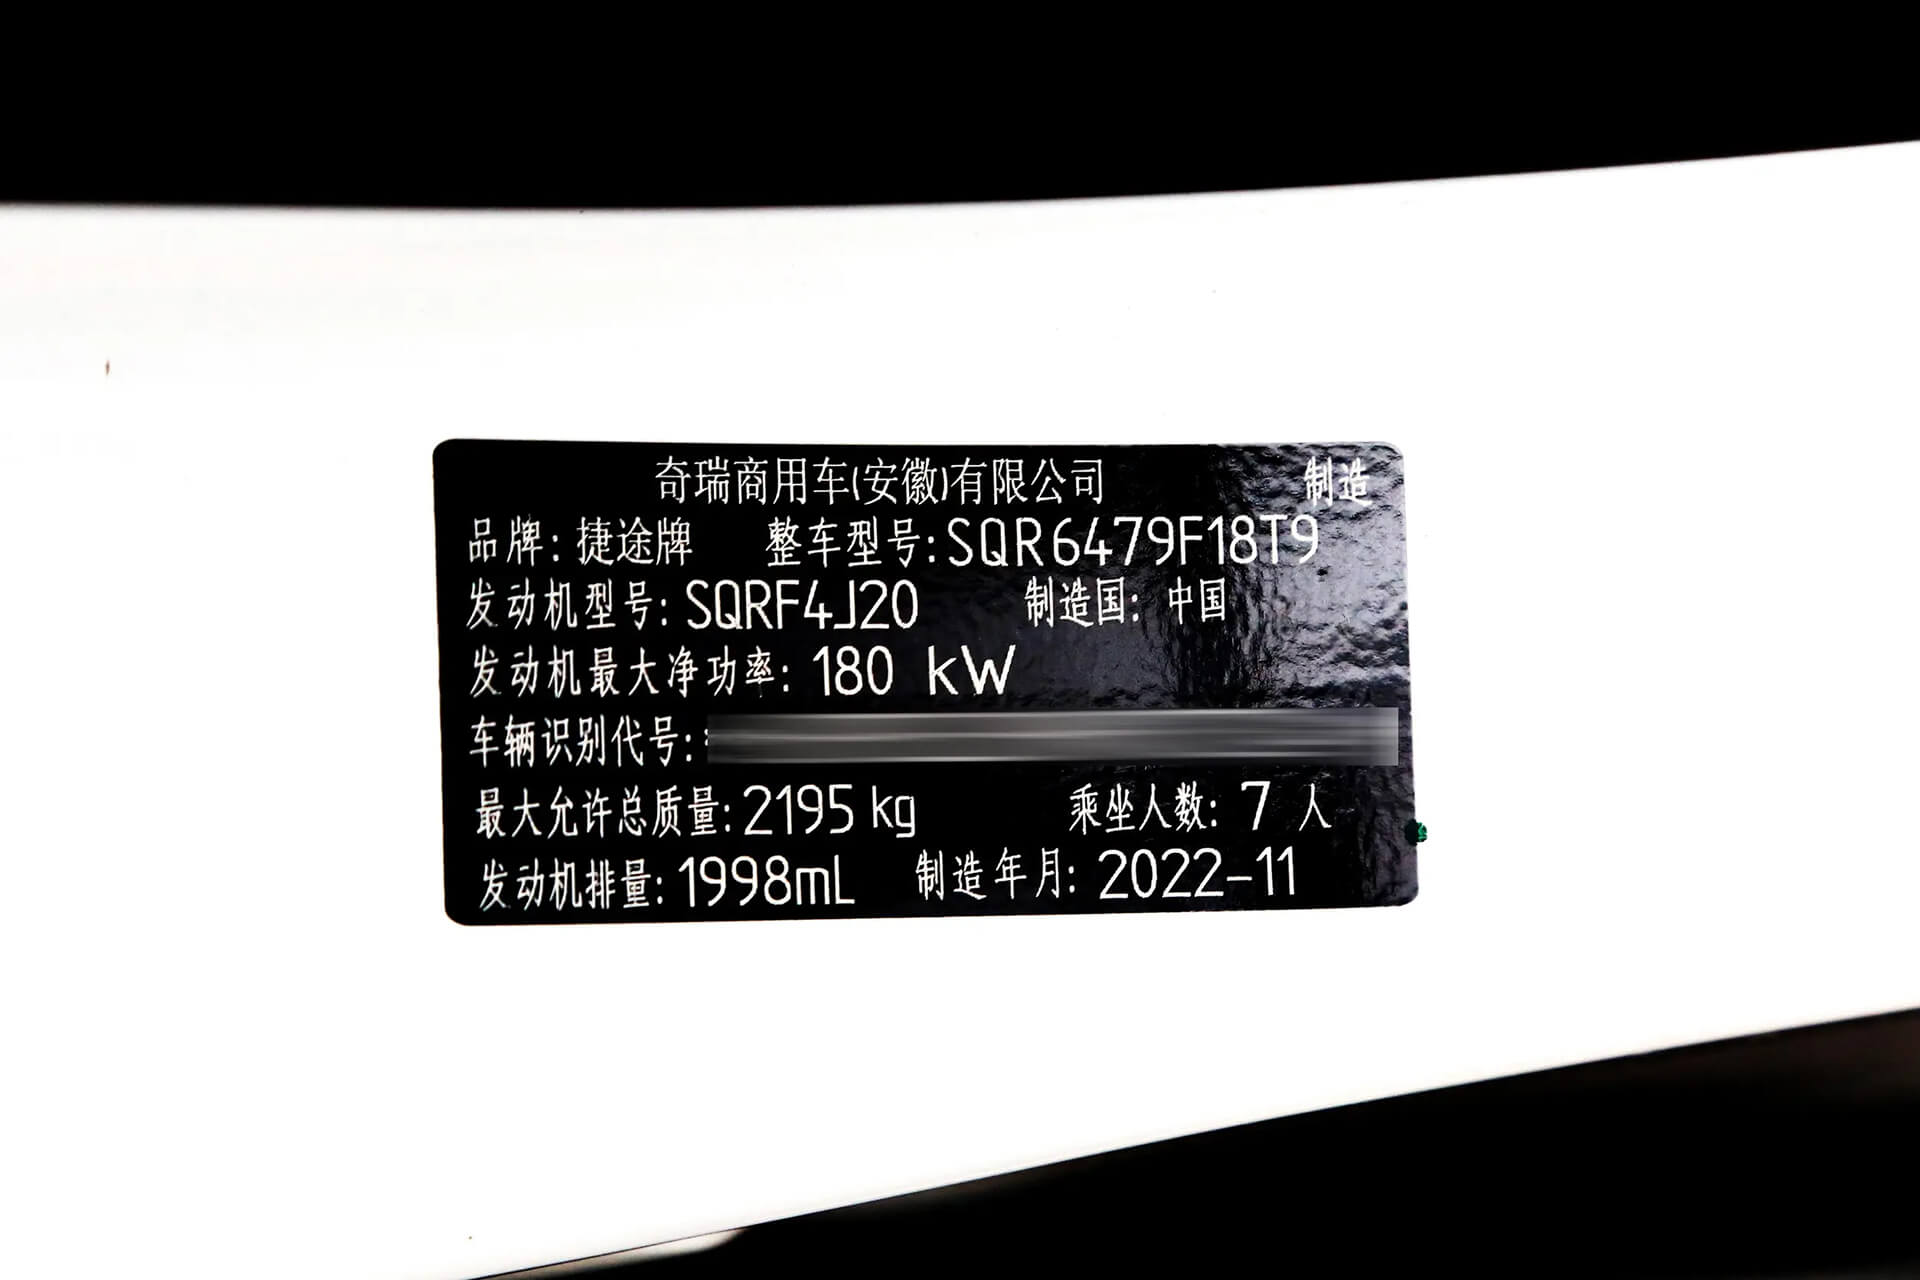 奇瑞商用车(安徽)有限公司 制造
品牌: 捷途牌 整车型号: SQR6479F18T9
发动机型号: SQRF4J20 制造国: 中国
发动机最大净功率: 180 kW
车辆识别代号:
最大允许总质量: 2195 kg 乘坐人数: 7 人
发动机排量: 1998mL 制造年月: 2022-11